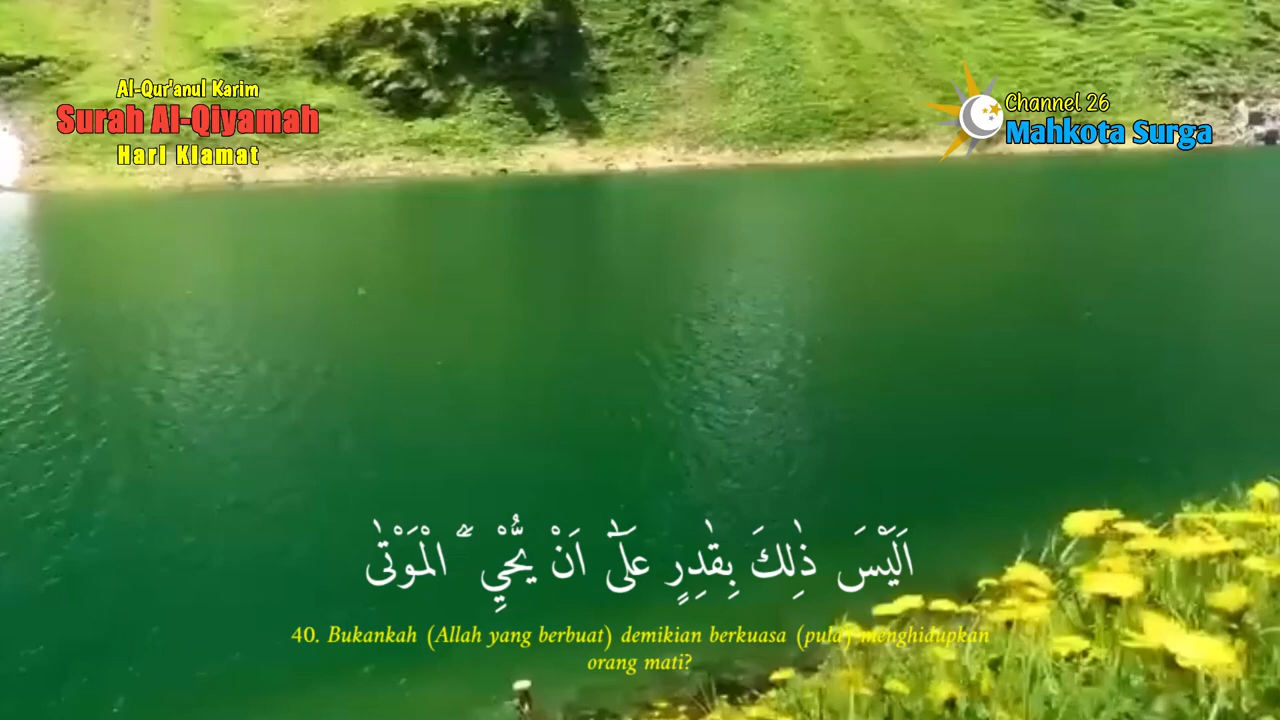 Al-Qur'anul Karim
Surah Al-Qiyamah
Hari Kiamat
Channel 26
Mahkota Surga
اَلَيْسَ ذٰلِكَ بِقٰدِرٍ عَلٰٓى اَنْ يُّحْيِيَ الْمَوْتٰى
40. Bukankah (Allah yang berbuat) demikian berkuasa (pula) menghidupkan
orang mati?